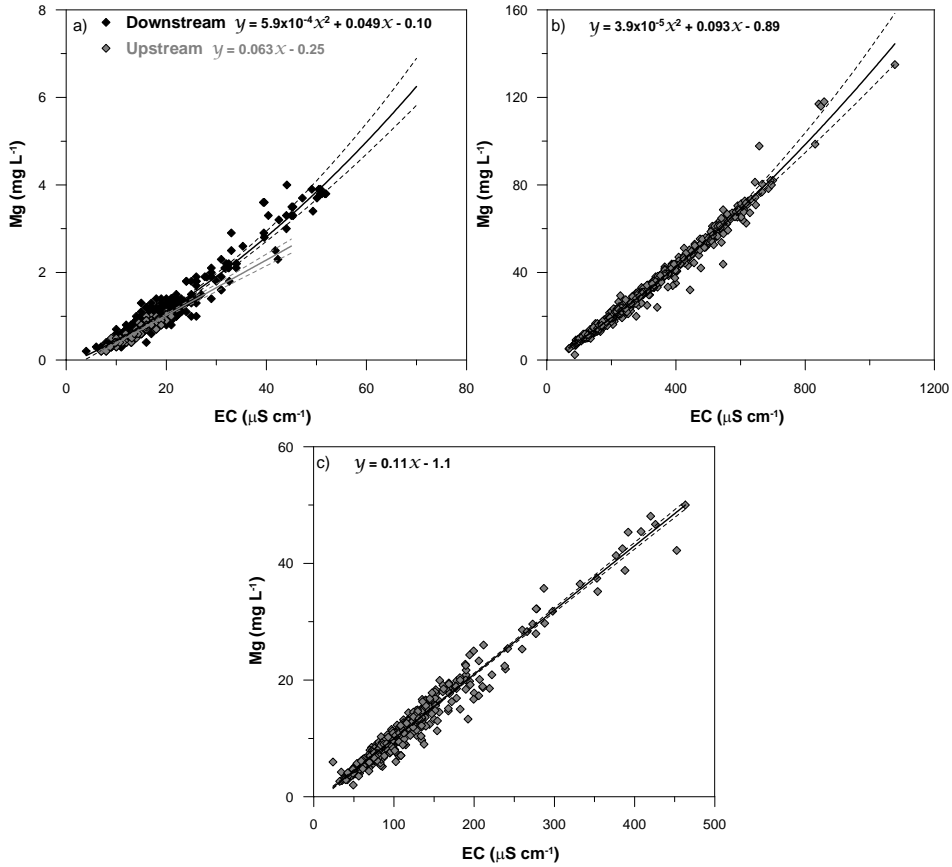 a) Downstream y = 5.9x10⁻⁴x² + 0.049x - 0.10
Upstream y = 0.063x - 0.25
8
6
4
2
0
Mg (mg L⁻¹)
0 20 40 60 80
EC (μS cm⁻¹)
b) y = 3.9x10⁻⁵x² + 0.093x - 0.89
160
120
80
40
0
Mg (mg L⁻¹)
0 400 800 1200
EC (μS cm⁻¹)
c) y = 0.11x - 1.1
60
40
20
0
Mg (mg L⁻¹)
0 100 200 300 400 500
EC (μS cm⁻¹)